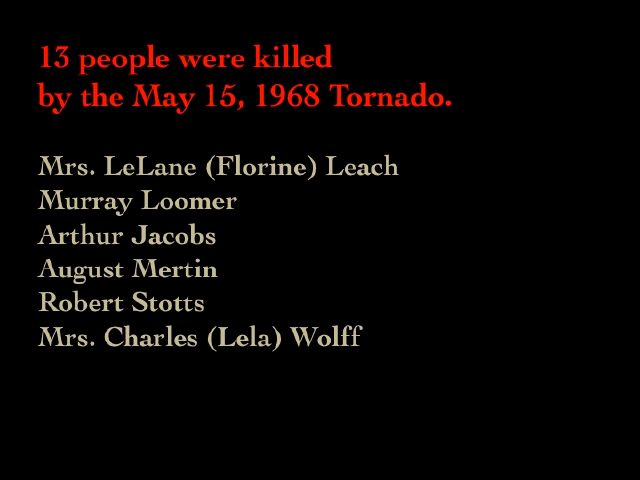 13 people were killed
by the May 15, 1968 Tornado.
Mrs. LeLane (Florine) Leach
Murray Loomer
Arthur Jacobs
August Mertin
Robert Stotts
Mrs. Charles (Lela) Wolff